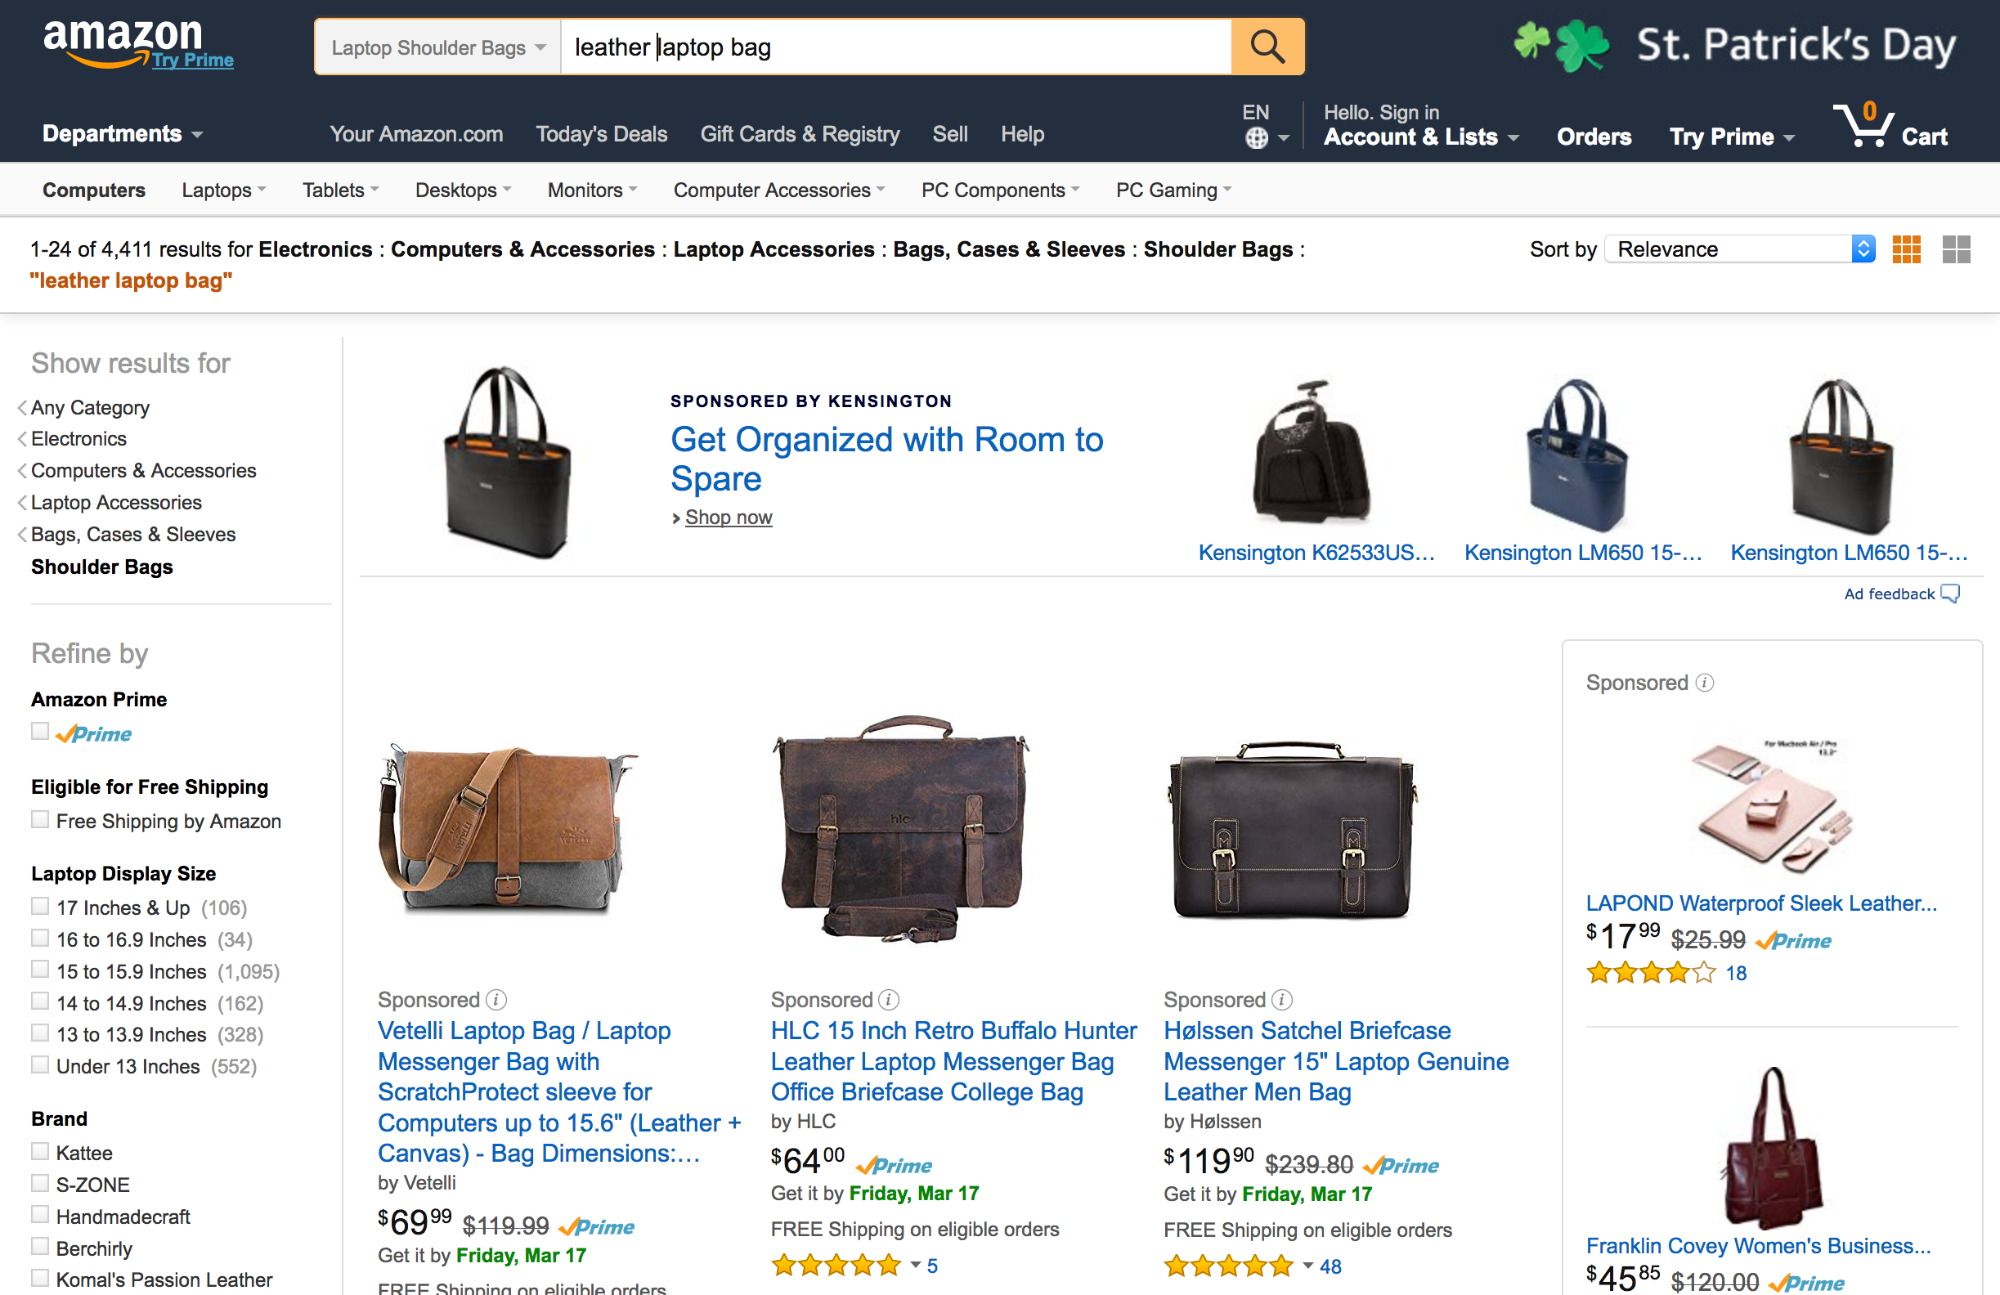 amazon
Try Prime
Laptop Shoulder Bags
leather laptop bag
St. Patrick's Day
Departments
Your Amazon.com
Today's Deals
Gift Cards & Registry
Sell
Help
EN
Hello. Sign in
Account & Lists
Orders
Try Prime
0
Cart
Computers
Laptops
Tablets
Desktops
Monitors
Computer Accessories
PC Components
PC Gaming
1-24 of 4,411 results for Electronics : Computers & Accessories : Laptop Accessories : Bags, Cases & Sleeves : Shoulder Bags :
"leather laptop bag"
Sort by
Relevance
Show results for
Any Category
Electronics
Computers & Accessories
Laptop Accessories
Bags, Cases & Sleeves
Shoulder Bags
Refine by
Amazon Prime
Prime
Eligible for Free Shipping
Free Shipping by Amazon
Laptop Display Size
17 Inches & Up (106)
16 to 16.9 Inches (34)
15 to 15.9 Inches (1,095)
14 to 14.9 Inches (162)
13 to 13.9 Inches (328)
Under 13 Inches (552)
Brand
Kattee
S-ZONE
Handmadecraft
Berchirly
Komal's Passion Leather
SPONSORED BY KENSINGTON
Get Organized with Room to
Spare
› Shop now
Kensington K62533US...
Kensington LM650 15-...
Kensington LM650 15-...
Ad feedback
VETELLI
VETELLI
Sponsored
Vetelli Laptop Bag / Laptop
Messenger Bag with
ScratchProtect sleeve for
Computers up to 15.6" (Leather +
Canvas) - Bag Dimensions:...
by Vetelli
$69.99 $119.99 Prime
Get it by Friday, Mar 17
FREE Shipping on eligible orders
hlc
Sponsored
HLC 15 Inch Retro Buffalo Hunter
Leather Laptop Messenger Bag
Office Briefcase College Bag
by HLC
$64.00 Prime
Get it by Friday, Mar 17
FREE Shipping on eligible orders
5
Sponsored
Hølssen Satchel Briefcase
Messenger 15" Laptop Genuine
Leather Men Bag
by Hølssen
$119.90 $239.80 Prime
Get it by Friday, Mar 17
FREE Shipping on eligible orders
48
Sponsored
For Macbook Air / Pro
13.3"
LAPOND Waterproof Sleek Leather...
$17.99 $25.99 Prime
18
Franklin Covey Women's Business...
$45.85 $120.00 Prime